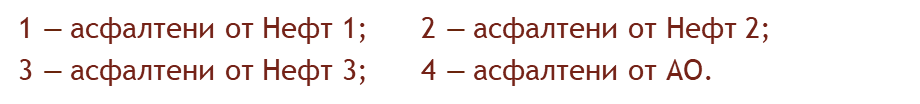 1 — асфалтени от Нефт 1; 2 — асфалтени от Нефт 2;
3 — асфалтени от Нефт 3; 4 — асфалтени от АО.